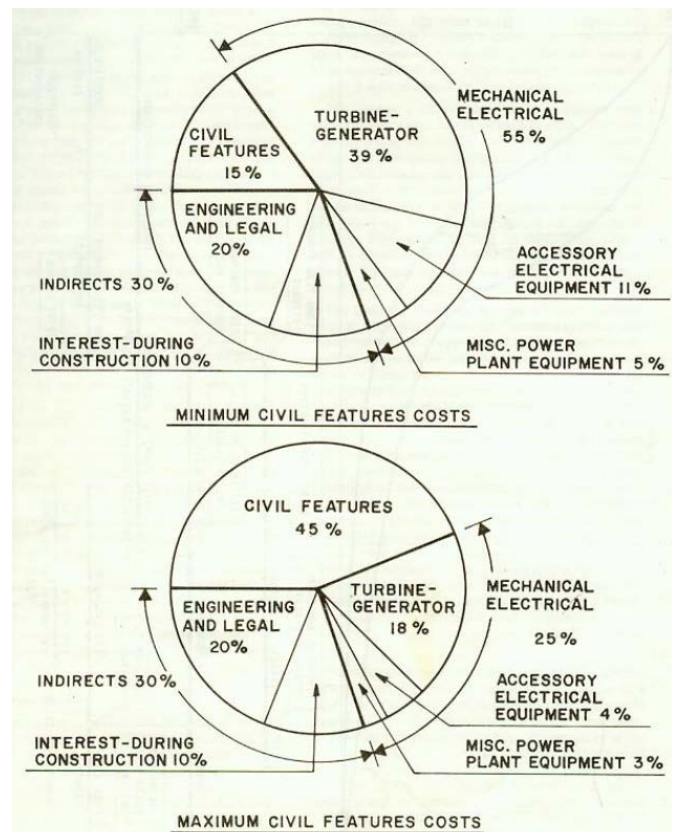 MECHANICAL
ELECTRICAL
55%
TURBINE-
GENERATOR
39%
CIVIL
FEATURES
15%
ENGINEERING
AND LEGAL
20%
ACCESSORY
ELECTRICAL
EQUIPMENT 11%
INDIRECTS 30%
INTEREST-DURING
CONSTRUCTION 10%
MISC. POWER
PLANT EQUIPMENT 5%
MINIMUM CIVIL FEATURES COSTS
CIVIL FEATURES
45%
TURBINE-
GENERATOR
18%
MECHANICAL
ELECTRICAL
25%
ENGINEERING
AND LEGAL
20%
INDIRECTS 30%
ACCESSORY
ELECTRICAL
EQUIPMENT 4%
INTEREST-DURING
CONSTRUCTION 10%
MISC. POWER
PLANT EQUIPMENT 3%
MAXIMUM CIVIL FEATURES COSTS